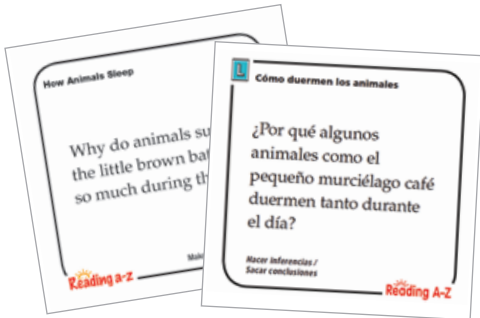 How Animals Sleep
Why do animals su
the little brown bat
so much during th
Reading a-z
L
Cómo duermen los animales
¿Por qué algunos
animales como el
pequeño murciélago café
duermen tanto durante
el día?
Hacer inferencias /
Sacar conclusiones
Reading A-Z